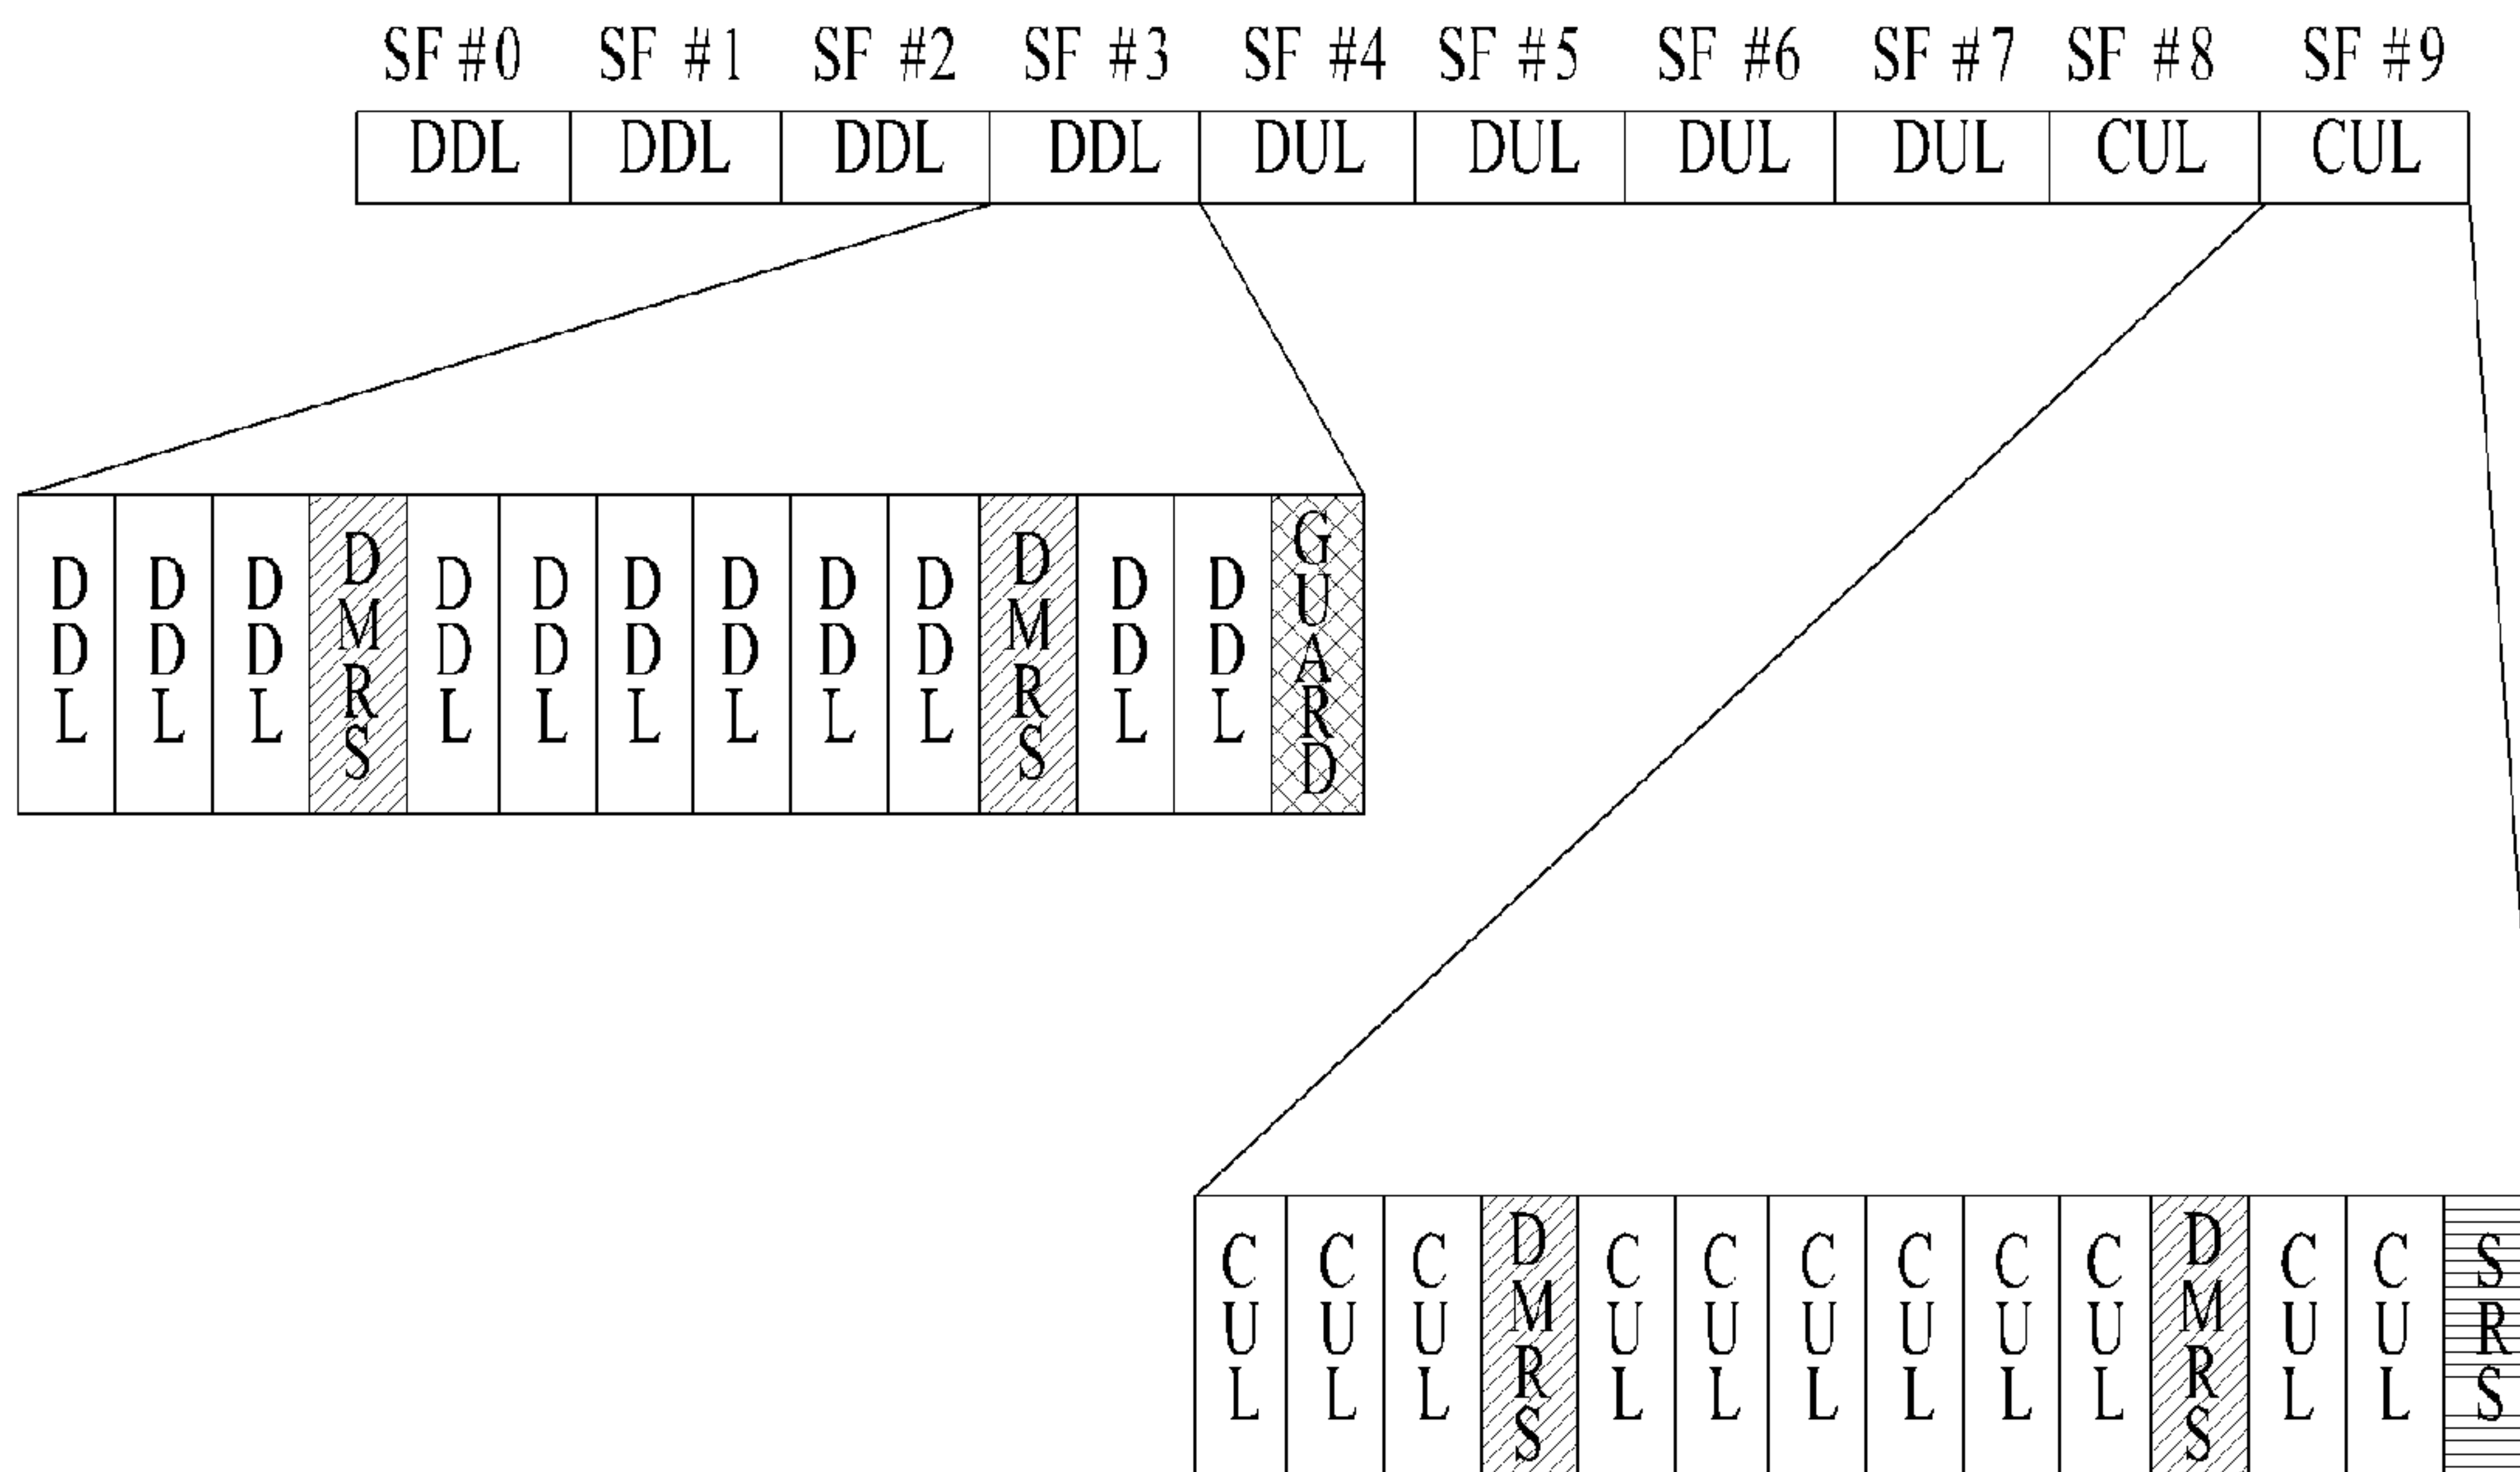 SF #0 SF #1 SF #2 SF #3 SF #4 SF #5 SF #6 SF #7 SF #8 SF #9
DDL DDL DDL DDL DUL DUL DUL DUL CUL CUL
DDL DDL DDL DMRS DDL DDL DDL DDL DDL DDL DMRS DDL DDL GUARD
CUL CUL CUL DMRS CUL CUL CUL CUL CUL CUL DMRS CUL CUL SRS